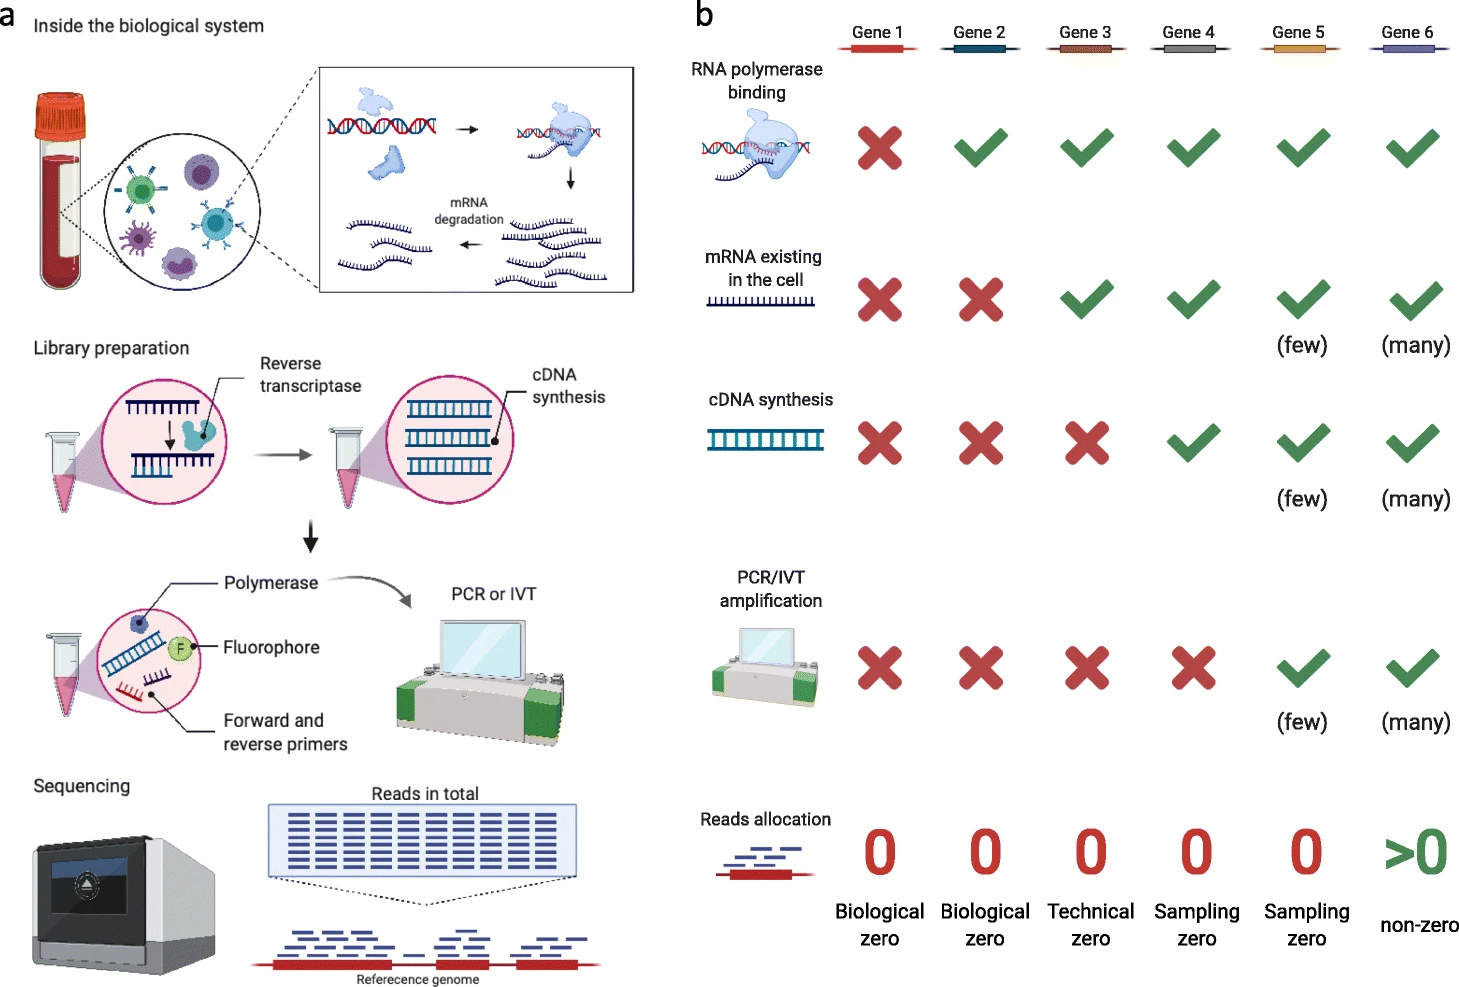 a
Inside the biological system
mRNA
degradation
Library preparation
Reverse
transcriptase
cDNA
synthesis
Polymerase
PCR or IVT
F
Fluorophore
Forward and
reverse primers
Sequencing
Reads in total
Referecence genome
b
Gene 1 Gene 2 Gene 3 Gene 4 Gene 5 Gene 6
RNA polymerase
binding
mRNA existing
in the cell
(few) (many)
cDNA synthesis
(few) (many)
PCR/IVT
amplification
(few) (many)
Reads allocation
0 0 0 0 0 >0
Biological Biological Technical Sampling Sampling non-zero
zero zero zero zero zero